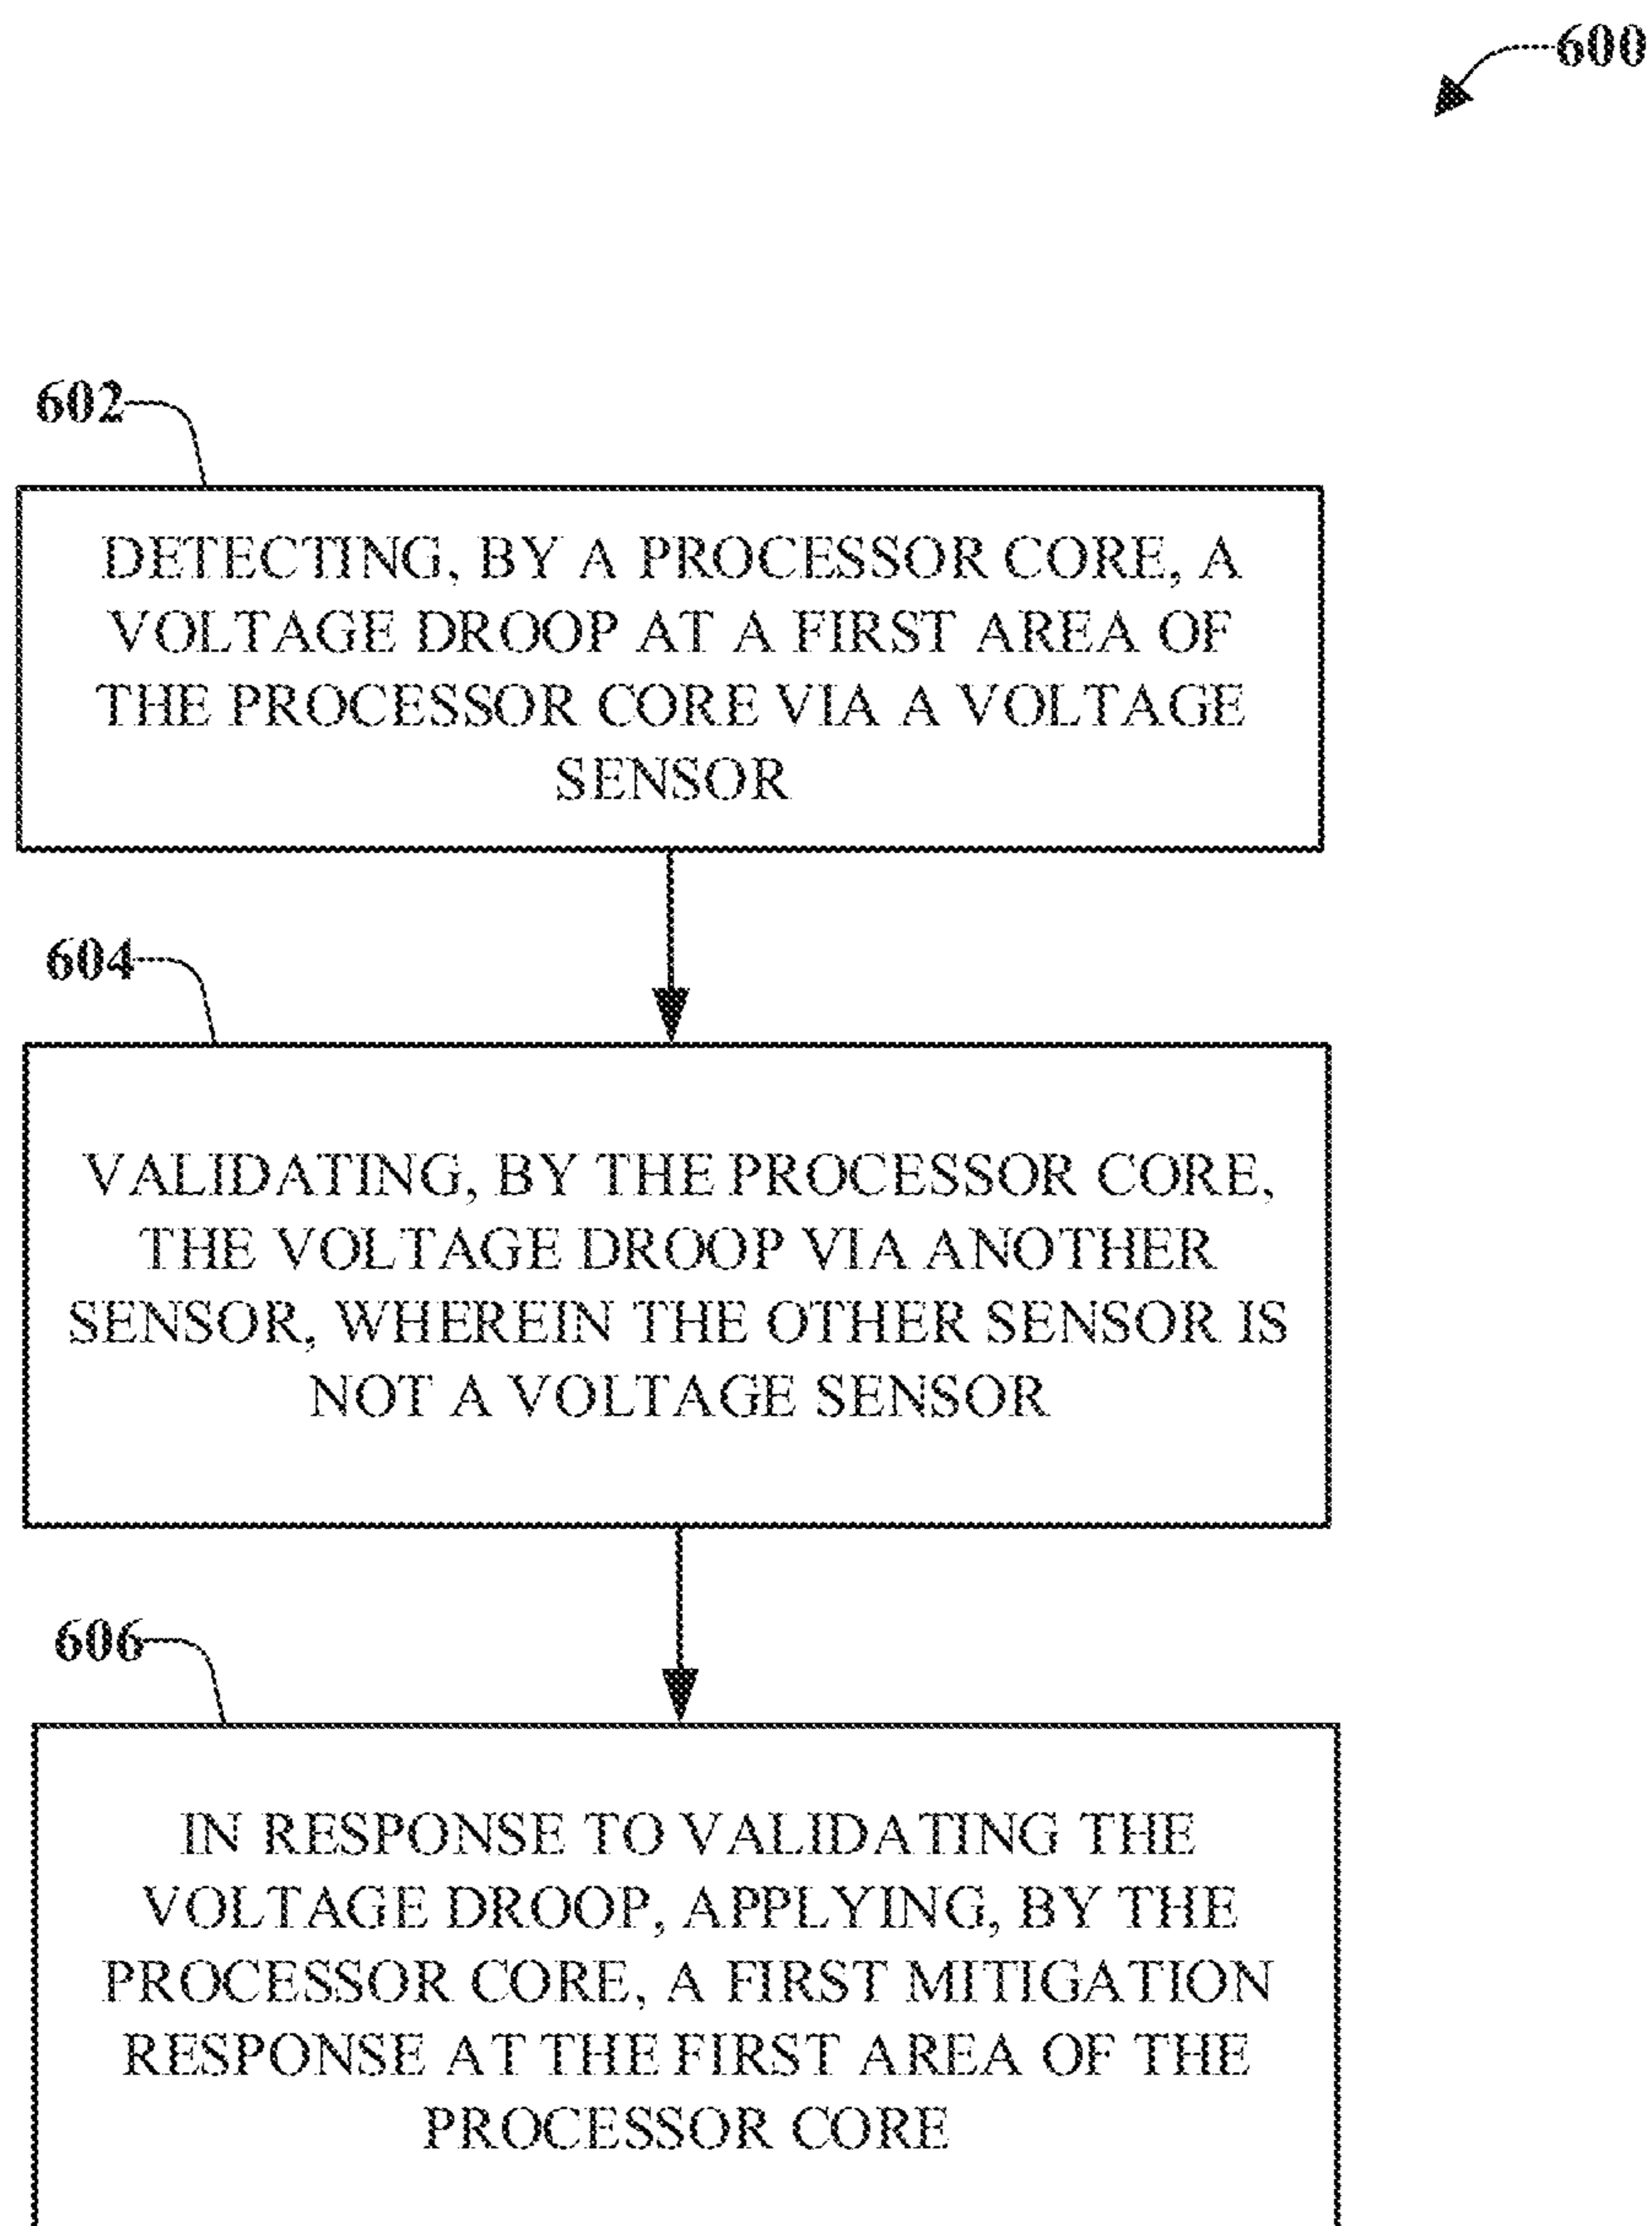 600
602
DETECTING, BY A PROCESSOR CORE, A
VOLTAGE DROOP AT A FIRST AREA OF
THE PROCESSOR CORE VIA A VOLTAGE
SENSOR
604
VALIDATING, BY THE PROCESSOR CORE,
THE VOLTAGE DROOP VIA ANOTHER
SENSOR, WHEREIN THE OTHER SENSOR IS
NOT A VOLTAGE SENSOR
606
IN RESPONSE TO VALIDATING THE
VOLTAGE DROOP, APPLYING, BY THE
PROCESSOR CORE, A FIRST MITIGATION
RESPONSE AT THE FIRST AREA OF THE
PROCESSOR CORE